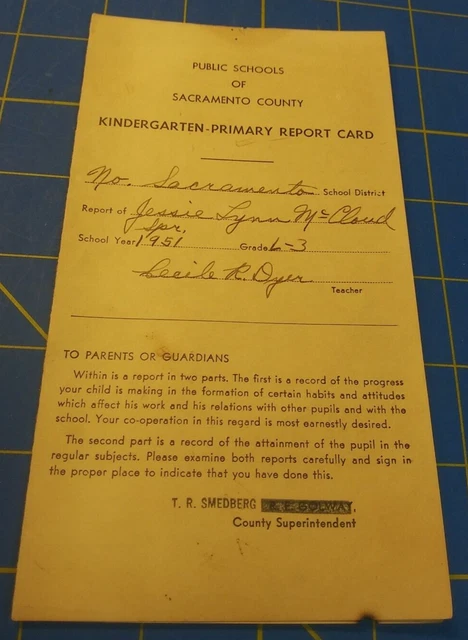 PUBLIC SCHOOLS
OF
SACRAMENTO COUNTY
KINDERGARTEN-PRIMARY REPORT CARD
No. Sacramento School District
Report of Jessie Lynn McCloud
Spr.
School Year 1951 Grade L-3
Cecile R. Dyer
Teacher
TO PARENTS OR GUARDIANS
Within is a report in two parts. The first is a record of the progress
your child is making in the formation of certain habits and attitudes
which affect his work and his relations with other pupils and with the
school. Your co-operation in this regard is most earnestly desired.
The second part is a record of the attainment of the pupil in the
regular subjects. Please examine both reports carefully and sign in
the proper place to indicate that you have done this.
T. R. SMEDBERG
County Superintendent